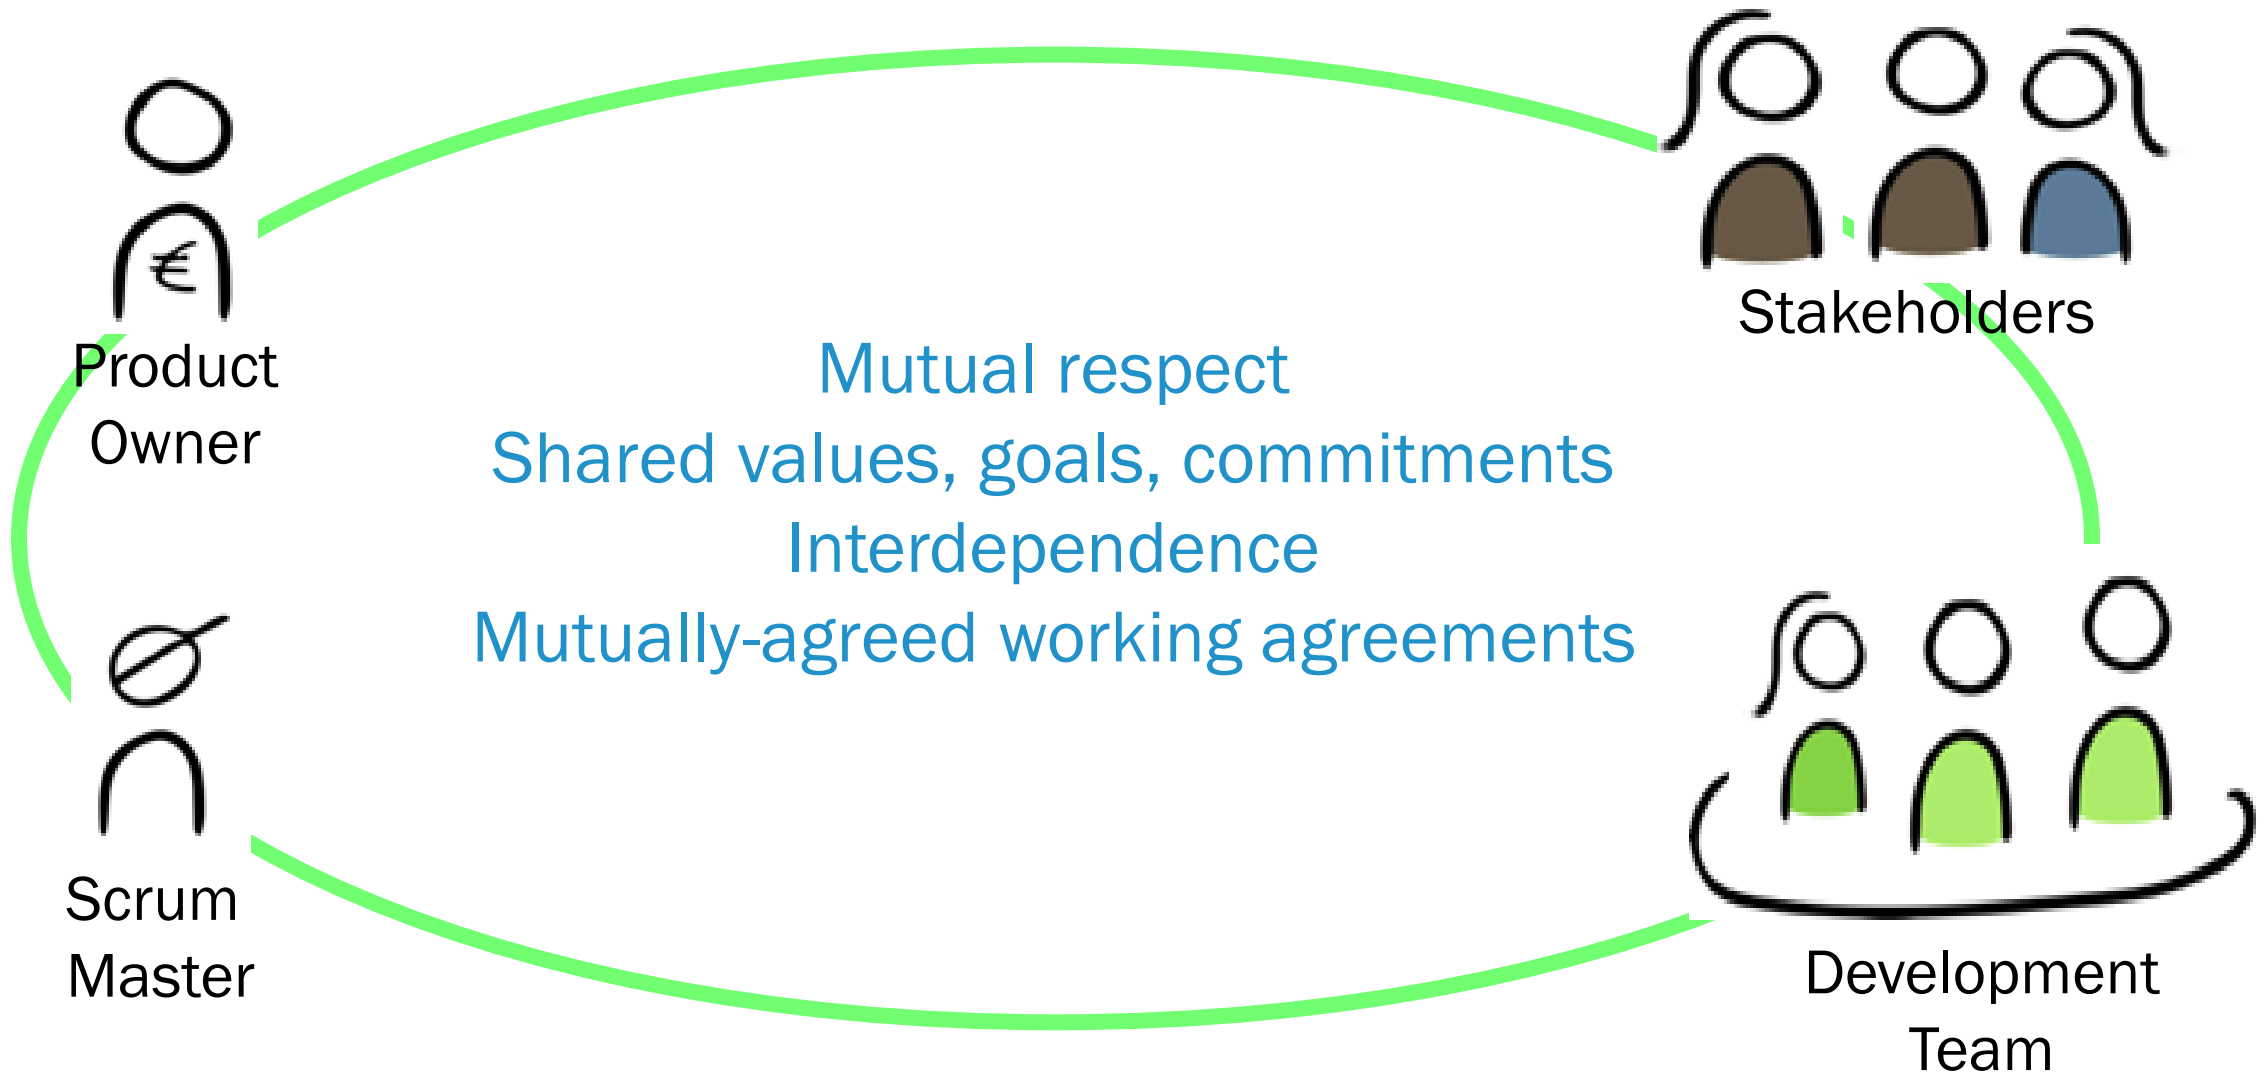 €
Product
Owner
Stakeholders
Mutual respect
Shared values, goals, commitments
Interdependence
Mutually-agreed working agreements
Scrum
Master
Development
Team